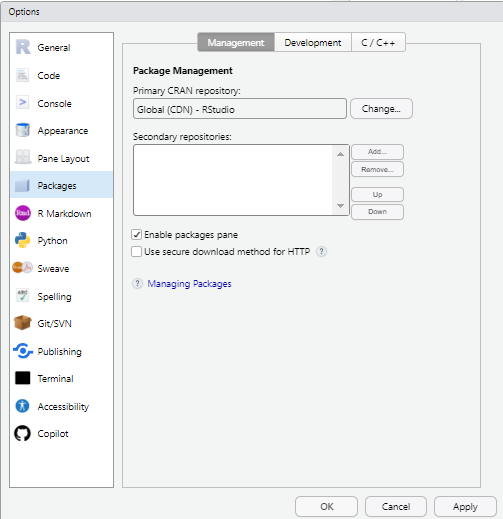 Options
General
Code
Console
Appearance
Pane Layout
Packages
R Markdown
Python
Sweave
Spelling
Git/SVN
Publishing
Terminal
Accessibility
Copilot
Management Development C / C++
Package Management
Primary CRAN repository:
Global (CDN) - RStudio Change...
Secondary repositories:
Add...
Remove...
Up
Down
Enable packages pane
Use secure download method for HTTP ?
? Managing Packages
OK Cancel Apply